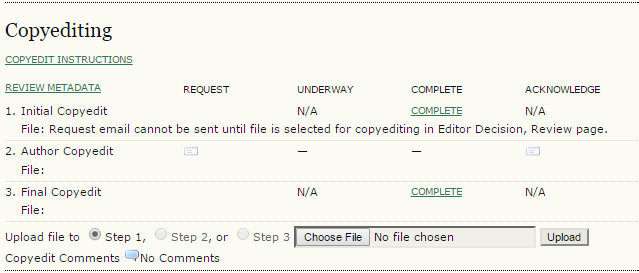 Copyediting
COPYEDIT INSTRUCTIONS
REVIEW METADATA REQUEST UNDERWAY COMPLETE ACKNOWLEDGE
1. Initial Copyedit N/A COMPLETE N/A
File: Request email cannot be sent until file is selected for copyediting in Editor Decision, Review page.
2. Author Copyedit — —
File:
3. Final Copyedit N/A COMPLETE N/A
File:
Upload file to Step 1, Step 2, or Step 3 Choose File No file chosen Upload
Copyedit Comments No Comments